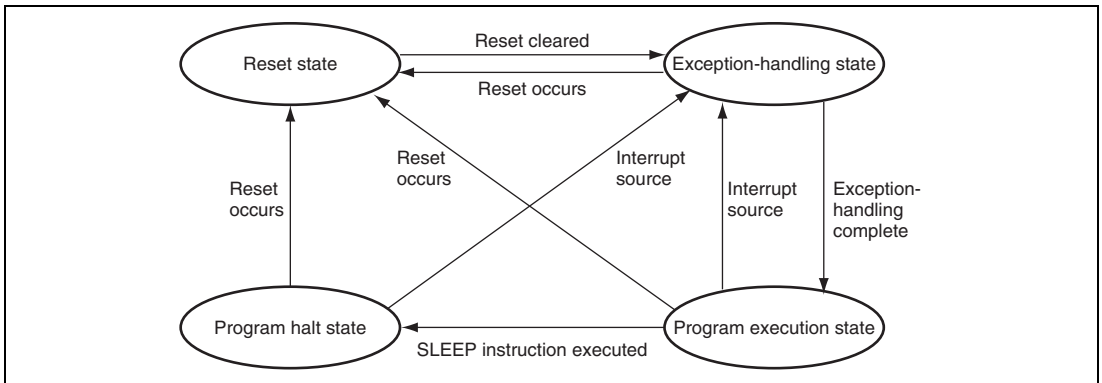 Reset cleared
Reset state
Exception-handling state
Reset occurs
Reset
occurs
Interrupt
source
Reset
occurs
Interrupt
source
Exception-
handling
complete
Program halt state
Program execution state
SLEEP instruction executed